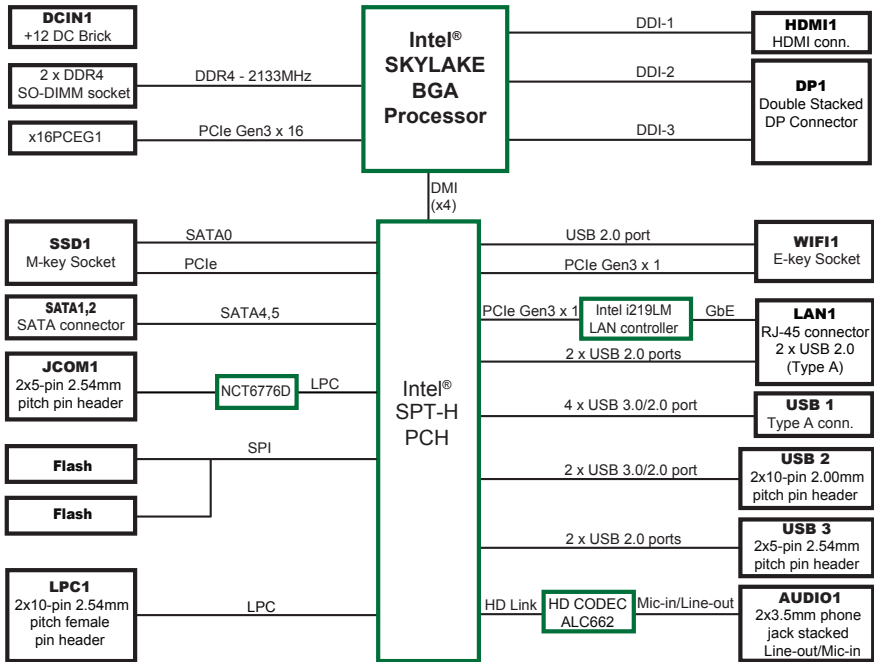 DCIN1
+12 DC Brick
2 x DDR4
SO-DIMM socket
DDR4 - 2133MHz
x16PCEG1
PCIe Gen3 x 16
Intel®
SKYLAKE
BGA
Processor
DDI-1
HDMI1
HDMI conn.
DDI-2
DP1
Double Stacked
DP Connector
DDI-3
DMI
(x4)
SSD1
M-key Socket
SATA0
PCIe
SATA1,2
SATA connector
SATA4,5
JCOM1
2x5-pin 2.54mm
pitch pin header
NCT6776D
LPC
Flash
SPI
Flash
LPC1
2x10-pin 2.54mm
pitch female
pin header
LPC
Intel®
SPT-H
PCH
USB 2.0 port
PCIe Gen3 x 1
WIFI1
E-key Socket
PCIe Gen3 x 1
Intel i219LM
LAN controller
GbE
LAN1
RJ-45 connector
2 x USB 2.0
(Type A)
2 x USB 2.0 ports
4 x USB 3.0/2.0 port
USB 1
Type A conn.
2 x USB 3.0/2.0 port
USB 2
2x10-pin 2.00mm
pitch pin header
2 x USB 2.0 ports
USB 3
2x5-pin 2.54mm
pitch pin header
HD Link
HD CODEC
ALC662
Mic-in/Line-out
AUDIO1
2x3.5mm phone
jack stacked
Line-out/Mic-in